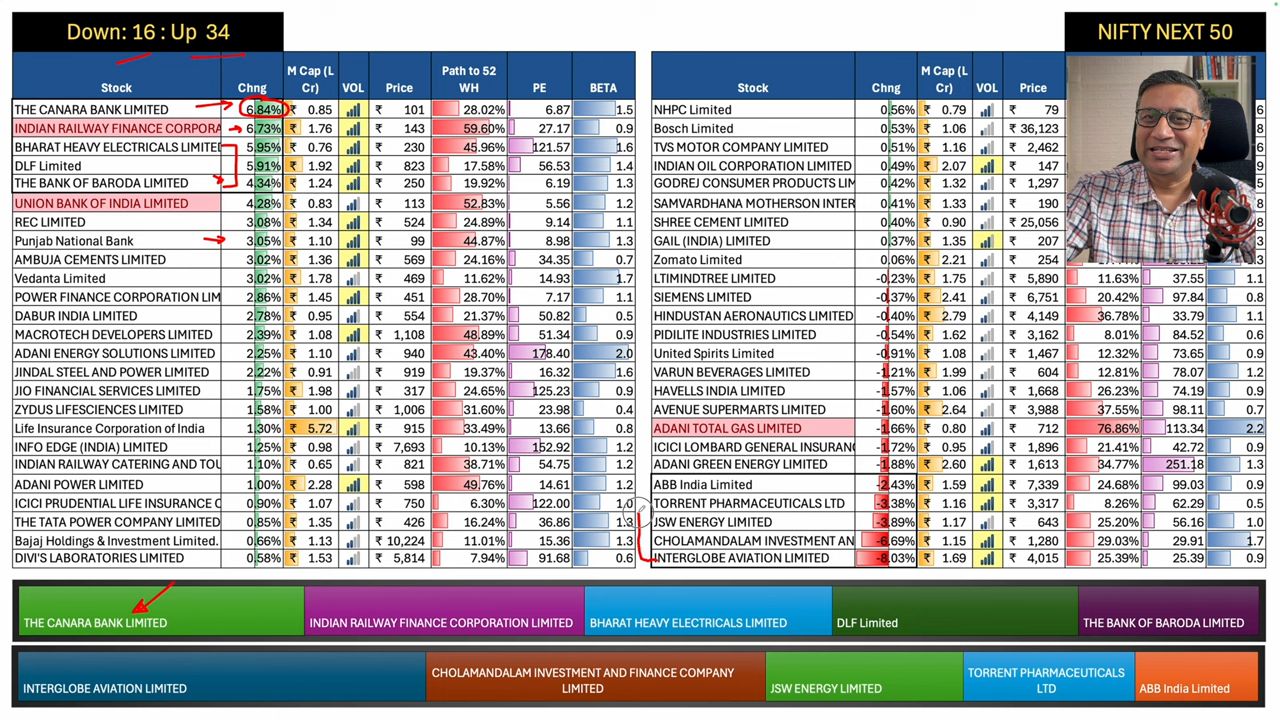 Down: 16 : Up 34
NIFTY NEXT 50
Stock Chng M Cap (L Cr) VOL Price Path to 52 WH PE BETA
THE CANARA BANK LIMITED 6.84% ₹ 0.85 ₹ 101 28.02% 6.87 1.5
INDIAN RAILWAY FINANCE CORPORA 6.73% ₹ 1.76 ₹ 143 59.60% 27.17 0.9
BHARAT HEAVY ELECTRICALS LIMITED 5.95% ₹ 0.76 ₹ 230 45.96% 121.57 1.6
DLF Limited 5.91% ₹ 1.92 ₹ 823 17.58% 56.53 1.4
THE BANK OF BARODA LIMITED 4.34% ₹ 1.24 ₹ 250 19.92% 6.19 1.3
UNION BANK OF INDIA LIMITED 4.28% ₹ 0.83 ₹ 113 52.83% 5.56 1.2
REC LIMITED 3.08% ₹ 1.34 ₹ 524 24.89% 9.14 1.1
Punjab National Bank 3.05% ₹ 1.10 ₹ 99 44.87% 8.98 1.3
AMBUJA CEMENTS LIMITED 3.02% ₹ 1.36 ₹ 569 24.16% 34.35 0.7
Vedanta Limited 3.02% ₹ 1.78 ₹ 469 11.62% 14.93 1.7
POWER FINANCE CORPORATION LIM 2.86% ₹ 1.45 ₹ 451 28.70% 7.17 1.1
DABUR INDIA LIMITED 2.78% ₹ 0.95 ₹ 554 21.37% 50.82 0.5
MACROTECH DEVELOPERS LIMITED 2.39% ₹ 1.08 ₹ 1,108 48.89% 51.34 0.9
ADANI ENERGY SOLUTIONS LIMITED 2.25% ₹ 1.10 ₹ 940 43.40% 178.40 2.0
JINDAL STEEL AND POWER LIMITED 2.22% ₹ 0.91 ₹ 919 19.37% 16.32 1.6
JIO FINANCIAL SERVICES LIMITED 1.75% ₹ 1.98 ₹ 317 24.65% 125.23 1.3
ZYDUS LIFESCIENCES LIMITED 1.58% ₹ 1.00 ₹ 1,006 31.60% 23.98 0.4
Life Insurance Corporation of India 1.30% ₹ 5.72 ₹ 915 33.49% 13.66 0.8
INFO EDGE (INDIA) LIMITED 1.25% ₹ 0.98 ₹ 7,693 10.13% 152.92 1.2
INDIAN RAILWAY CATERING AND TOU 1.10% ₹ 0.65 ₹ 821 38.71% 54.75 1.2
ADANI POWER LIMITED 1.00% ₹ 2.28 ₹ 598 49.76% 14.61 1.2
ICICI PRUDENTIAL LIFE INSURANCE C 0.90% ₹ 1.07 ₹ 750 6.30% 122.00 1.0
THE TATA POWER COMPANY LIMITED 0.85% ₹ 1.35 ₹ 426 16.24% 36.86 1.3
Bajaj Holdings & Investment Limited. 0.66% ₹ 1.13 ₹ 10,224 11.01% 15.36 1.3
DIVI'S LABORATORIES LIMITED 0.58% ₹ 1.53 ₹ 5,814 7.94% 91.68 0.6
Stock Chng M Cap (L Cr) VOL Price
NHPC Limited 0.56% ₹ 0.79 ₹ 79
Bosch Limited 0.53% ₹ 1.06 ₹ 36,123
TVS MOTOR COMPANY LIMITED 0.51% ₹ 1.16 ₹ 2,462
INDIAN OIL CORPORATION LIMITED 0.49% ₹ 2.07 ₹ 147
GODREJ CONSUMER PRODUCTS LIM 0.42% ₹ 1.32 ₹ 1,297
SAMVARDHANA MOTHERSON INTER 0.41% ₹ 1.33 ₹ 190
SHREE CEMENT LIMITED 0.40% ₹ 0.90 ₹ 25,056
GAIL (INDIA) LIMITED 0.37% ₹ 1.35 ₹ 207
Zomato Limited 0.06% ₹ 2.21 ₹ 254
LTIMINDTREE LIMITED -0.23% ₹ 1.75 ₹ 5,890 11.63% 37.55 1.1
SIEMENS LIMITED -0.37% ₹ 2.41 ₹ 6,751 20.42% 97.84 0.8
HINDUSTAN AERONAUTICS LIMITED -0.40% ₹ 2.79 ₹ 4,149 36.78% 33.79 1.1
PIDILITE INDUSTRIES LIMITED -0.54% ₹ 1.62 ₹ 3,162 8.01% 84.52 0.6
United Spirits Limited -0.91% ₹ 1.08 ₹ 1,467 12.32% 73.65 0.9
VARUN BEVERAGES LIMITED -1.21% ₹ 1.99 ₹ 604 12.81% 78.07 1.2
HAVELLS INDIA LIMITED -1.57% ₹ 1.06 ₹ 1,668 26.23% 74.19 0.9
AVENUE SUPERMARTS LIMITED -1.60% ₹ 2.64 ₹ 3,988 37.55% 98.11 0.7
ADANI TOTAL GAS LIMITED -1.66% ₹ 0.80 ₹ 712 76.86% 113.34 2.2
ICICI LOMBARD GENERAL INSURANC -1.72% ₹ 0.95 ₹ 1,896 21.41% 42.72 0.9
ADANI GREEN ENERGY LIMITED -1.88% ₹ 2.60 ₹ 1,613 34.77% 251.18 1.3
ABB India Limited -2.43% ₹ 1.59 ₹ 7,339 24.68% 99.03 0.9
TORRENT PHARMACEUTICALS LTD -3.38% ₹ 1.16 ₹ 3,317 8.26% 62.29 0.5
JSW ENERGY LIMITED -3.89% ₹ 1.17 ₹ 643 25.20% 56.16 1.0
CHOLAMANDALAM INVESTMENT AN -6.69% ₹ 1.15 ₹ 1,280 29.03% 29.91 1.7
INTERGLOBE AVIATION LIMITED -8.03% ₹ 1.69 ₹ 4,015 25.39% 25.39 0.9
THE CANARA BANK LIMITED
INDIAN RAILWAY FINANCE CORPORATION LIMITED
BHARAT HEAVY ELECTRICALS LIMITED
DLF Limited
THE BANK OF BARODA LIMITED
INTERGLOBE AVIATION LIMITED
CHOLAMANDALAM INVESTMENT AND FINANCE COMPANY
LIMITED
JSW ENERGY LIMITED
TORRENT PHARMACEUTICALS
LTD
ABB India Limited